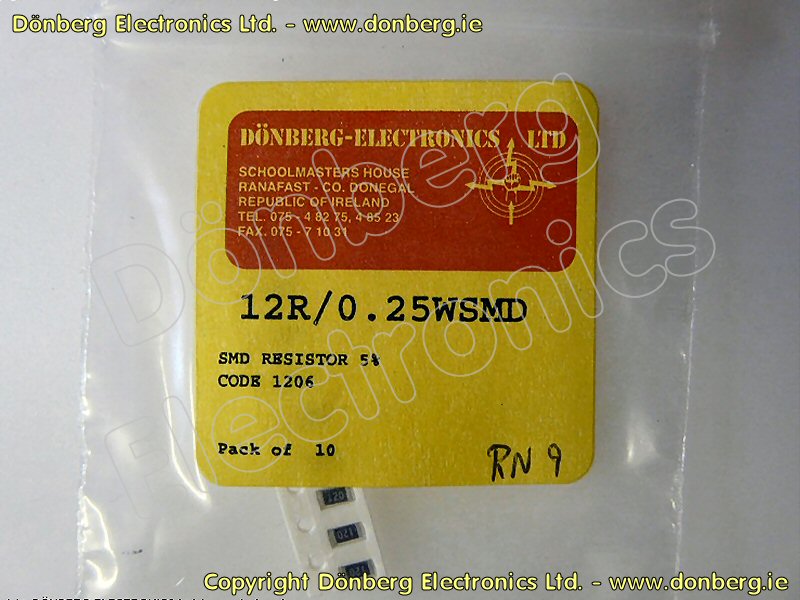 Dönberg Electronics Ltd. - www.donberg.ie
DÖNBERG-ELECTRONICS LTD
SCHOOLMASTERS HOUSE
RANAFAST - CO. DONEGAL
REPUBLIC OF IRELAND
TEL. 075 - 4 82 75, 4 85 23
FAX. 075 - 7 10 31
Dönberg
Electronics
12R/0.25WSMD
SMD RESISTOR 5%
CODE 1206
Pack of 10
RN 9
120
120
120
Copyright Dönberg Electronics Ltd. - www.donberg.ie